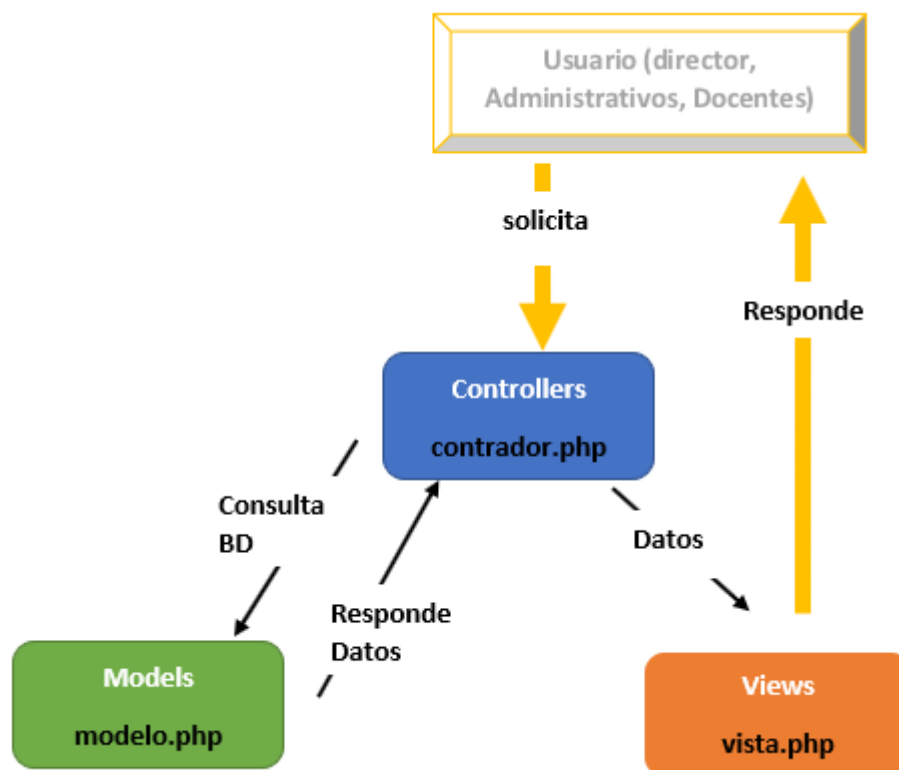 Usuario (director,
Administrativos, Docentes)
solicita
Responde
Controllers
contrador.php
Consulta
BD
Datos
Responde
Datos
Models
modelo.php
Views
vista.php